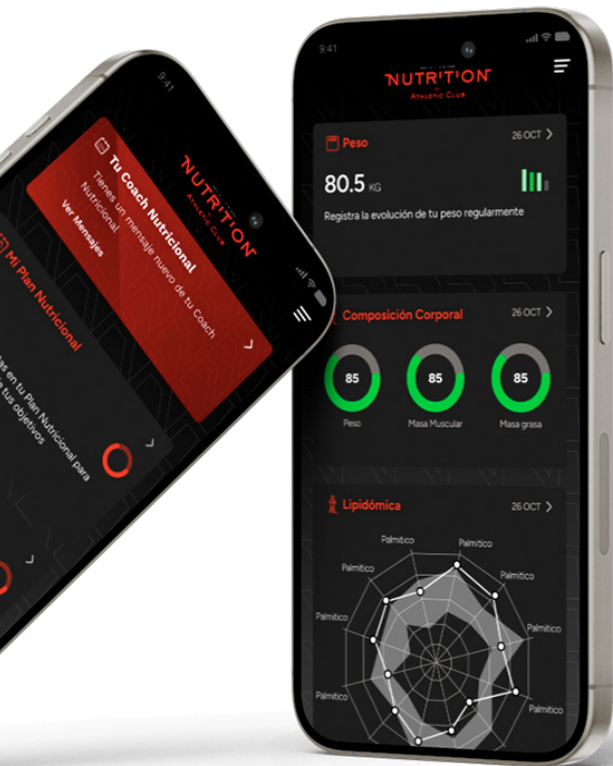 9:41
NUTRITION
ATHLETIC CLUB
Tu Coach Nutricional
Tienes un mensaje nuevo de tu Coach
Nutricional
Ver Mensajes
Mi Plan Nutricional
en tu Plan Nutricional para
tus objetivos
9:41
NUTRITION
ATHLETIC CLUB
Peso
26 OCT
80.5 KG
Registra la evolución de tu peso regularmente
Composición Corporal
26 OCT
85
85
85
Peso
Masa Muscular
Masa grasa
Lipidómica
26 OCT
Palmitico
Palmitico
Palmitico
Palmitico
Palmitico
Palmitico
Palmitico
Palmitico